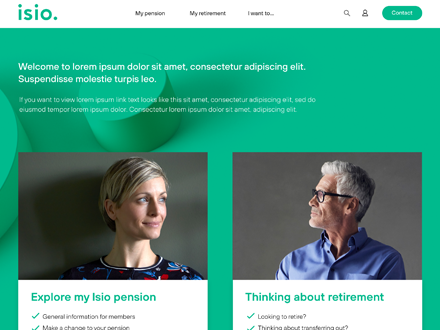 isio.
My pension
My retirement
I want to...
Contact
Welcome to lorem ipsum dolor sit amet, consectetur adipiscing elit.
Suspendisse molestie turpis leo.
If you want to view lorem ipsum link text looks like this sit amet, consectetur adipiscing elit, sed do
eiusmod tempor lorem ipsum dolor. Consectetur lorem ipsum dolor sit amet, adipiscing elit.
Explore my Isio pension
General information for members
Make a change to your pension
Thinking about retirement
Looking to retire?
Thinking about transferring out?